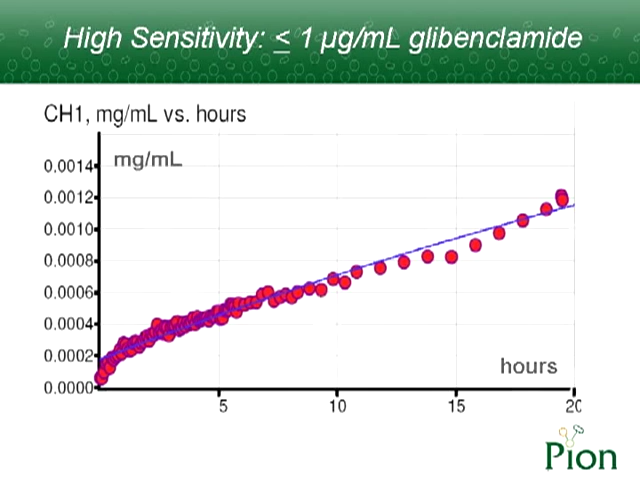 High Sensitivity: ≤ 1 µg/mL glibenclamide
CH1, mg/mL vs. hours
mg/mL
0.0014
0.0012
0.0010
0.0008
0.0006
0.0004
0.0002
0.0000
hours
5 10 15 20
Pion